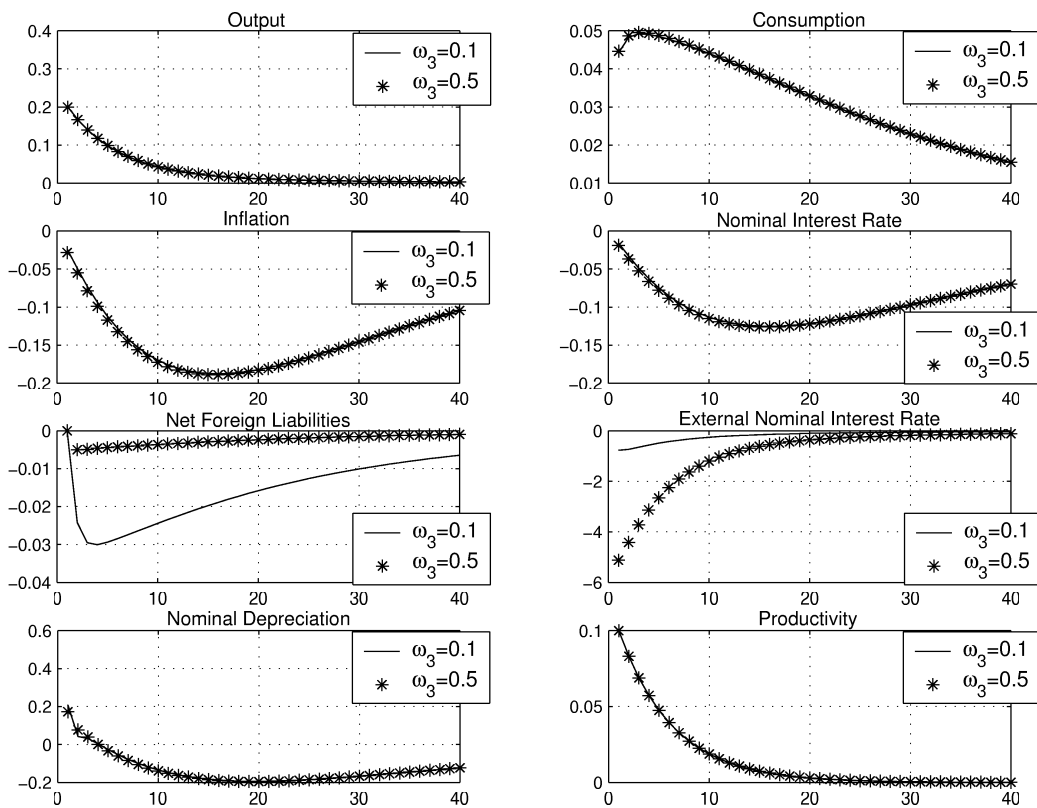 Output
0.4
0.3
0.2
0.1
0
0 10 20 30 40
ω3=0.1
ω3=0.5
Consumption
0.05
0.04
0.03
0.02
0.01
0 10 20 30 40
ω3=0.1
ω3=0.5
Inflation
0
−0.05
−0.1
−0.15
−0.2
0 10 20 30 40
ω3=0.1
ω3=0.5
Nominal Interest Rate
0
−0.05
−0.1
−0.15
−0.2
0 10 20 30 40
ω3=0.1
ω3=0.5
Net Foreign Liabilities
0
−0.01
−0.02
−0.03
−0.04
0 10 20 30 40
ω3=0.1
ω3=0.5
External Nominal Interest Rate
0
−2
−4
−6
0 10 20 30 40
ω3=0.1
ω3=0.5
Nominal Depreciation
0.6
0.4
0.2
0
−0.2
0 10 20 30 40
ω3=0.1
ω3=0.5
Productivity
0.1
0.05
0
0 10 20 30 40
ω3=0.1
ω3=0.5